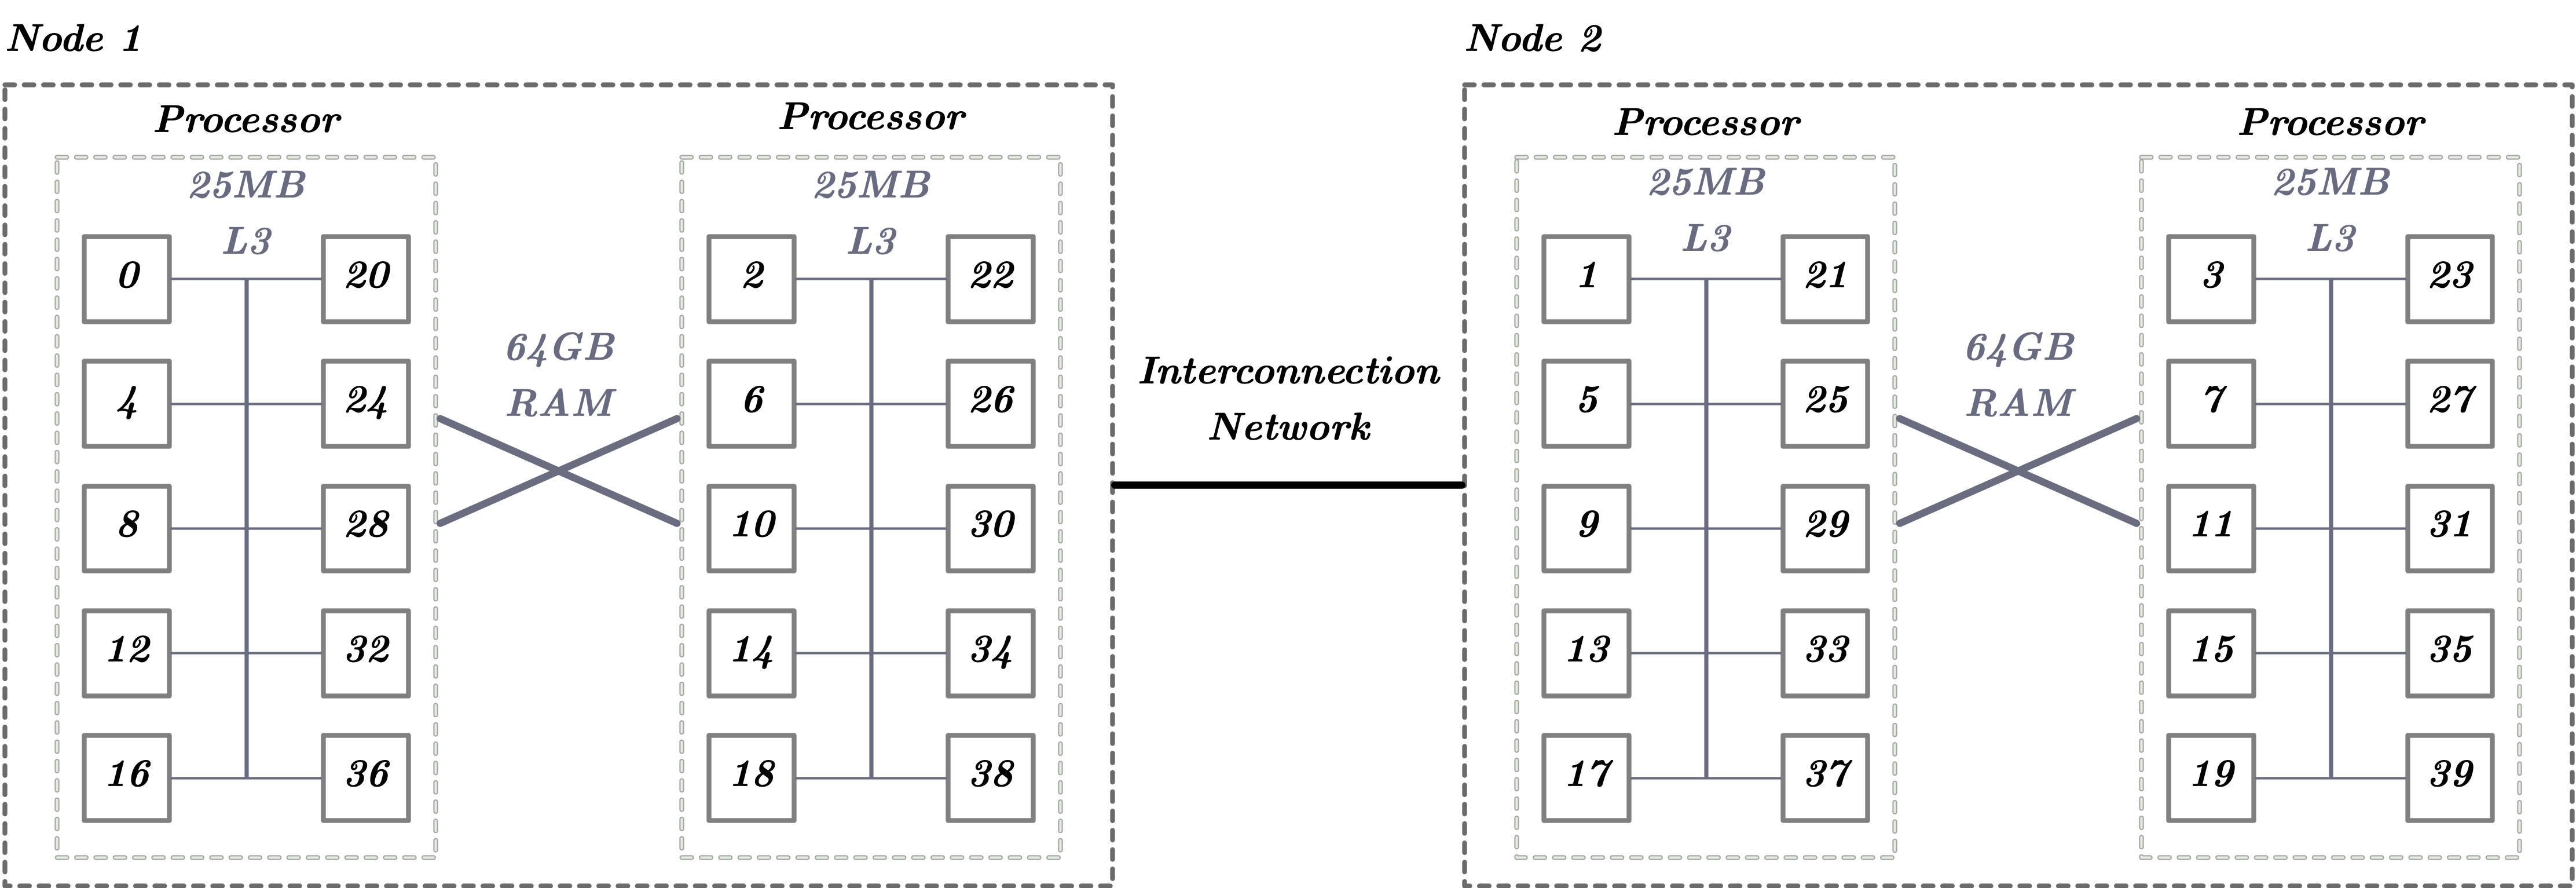 Node 1
Processor
25MB
L3
0 20
4 24
8 28
12 32
16 36
64GB
RAM
Processor
25MB
L3
2 22
6 26
10 30
14 34
18 38
Interconnection
Network
Node 2
Processor
25MB
L3
1 21
5 25
9 29
13 33
17 37
64GB
RAM
Processor
25MB
L3
3 23
7 27
11 31
15 35
19 39